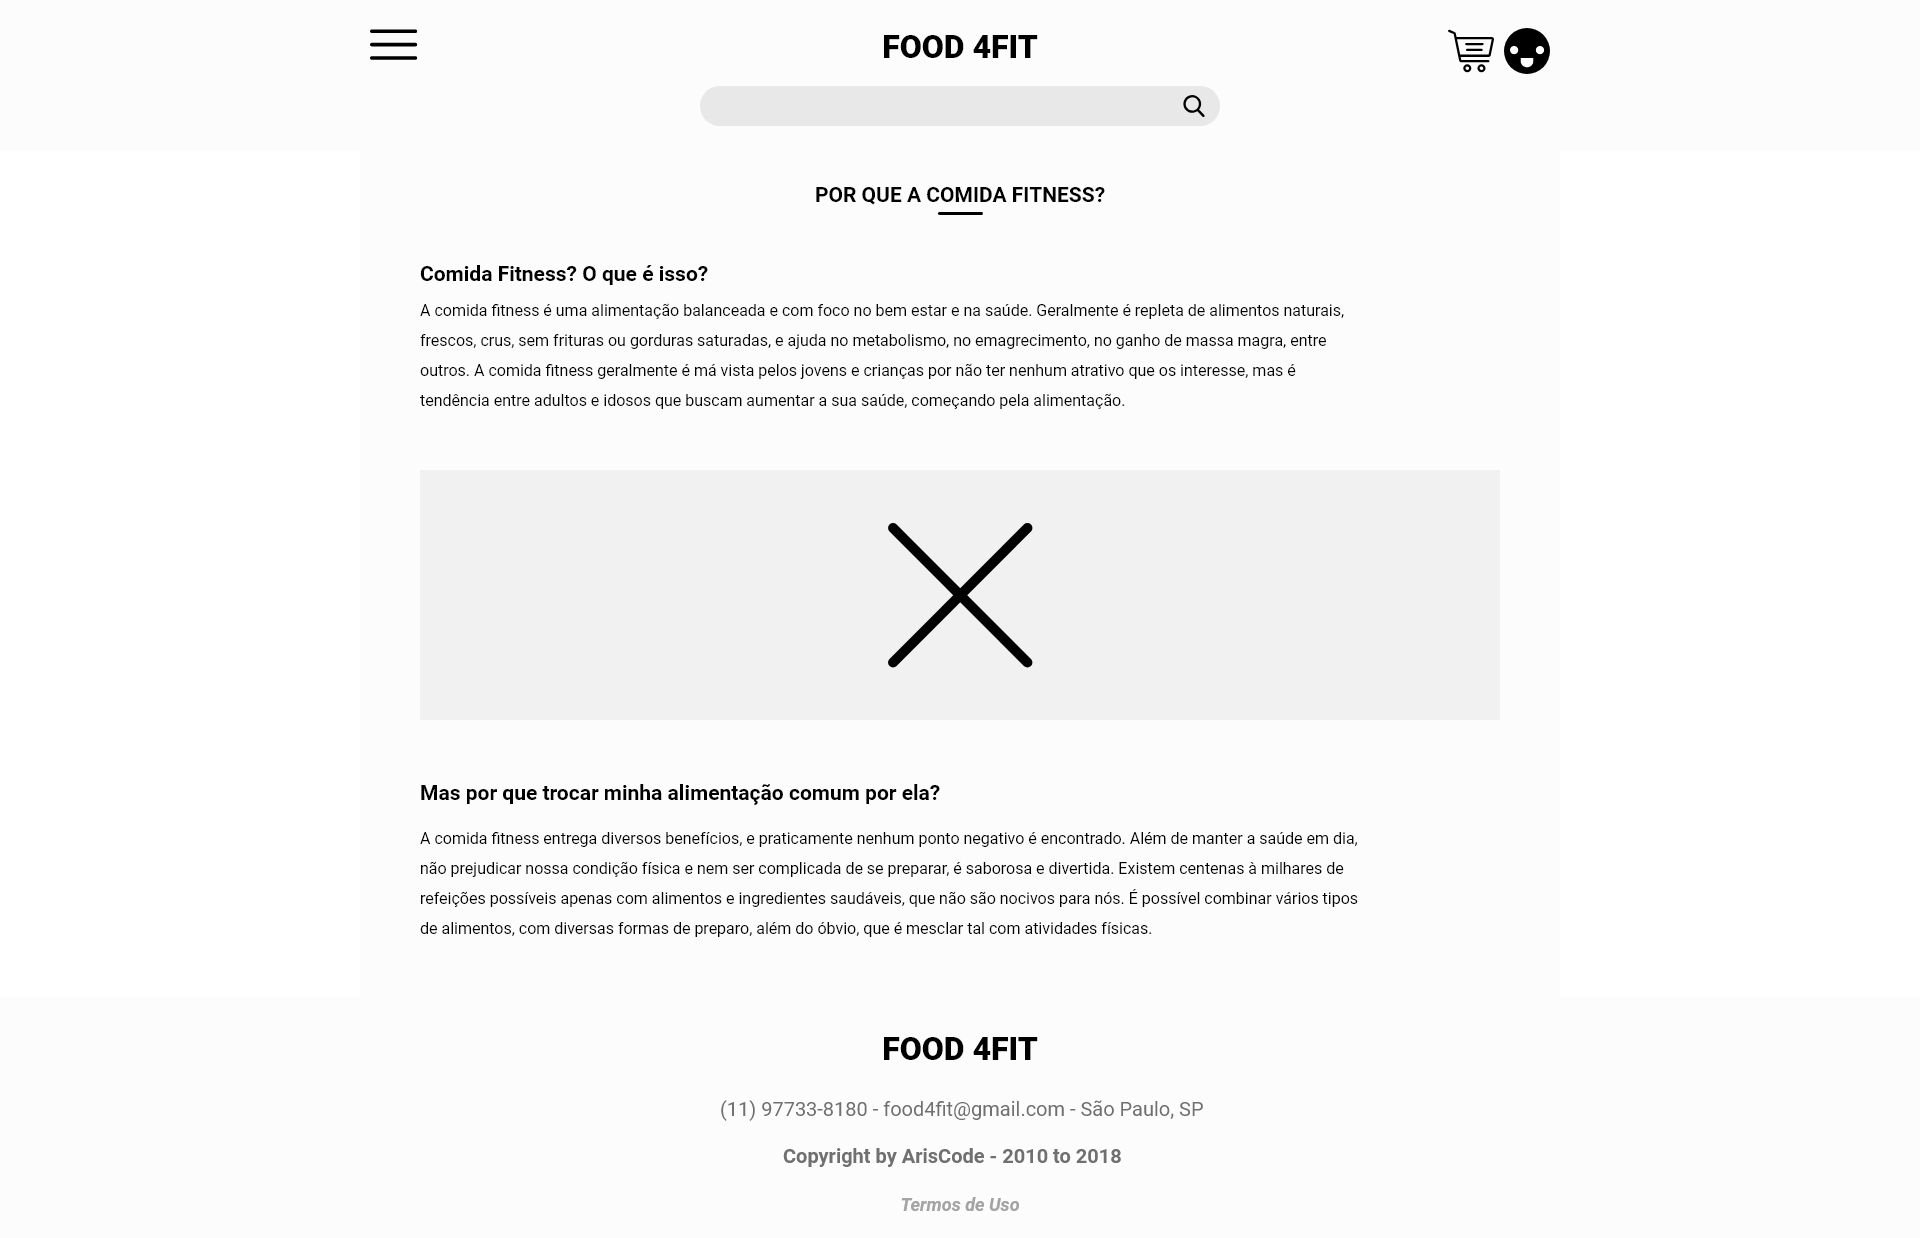 FOOD 4FIT
POR QUE A COMIDA FITNESS?
Comida Fitness? O que é isso?
A comida fitness é uma alimentação balanceada e com foco no bem estar e na saúde. Geralmente é repleta de alimentos naturais,
frescos, crus, sem frituras ou gorduras saturadas, e ajuda no metabolismo, no emagrecimento, no ganho de massa magra, entre
outros. A comida fitness geralmente é má vista pelos jovens e crianças por não ter nenhum atrativo que os interesse, mas é
tendência entre adultos e idosos que buscam aumentar a sua saúde, começando pela alimentação.
Mas por que trocar minha alimentação comum por ela?
A comida fitness entrega diversos benefícios, e praticamente nenhum ponto negativo é encontrado. Além de manter a saúde em dia,
não prejudicar nossa condição física e nem ser complicada de se preparar, é saborosa e divertida. Existem centenas à milhares de
refeições possíveis apenas com alimentos e ingredientes saudáveis, que não são nocivos para nós. É possível combinar vários tipos
de alimentos, com diversas formas de preparo, além do óbvio, que é mesclar tal com atividades físicas.
FOOD 4FIT
(11) 97733-8180 - food4fit@gmail.com - São Paulo, SP
Copyright by ArisCode - 2010 to 2018
Termos de Uso